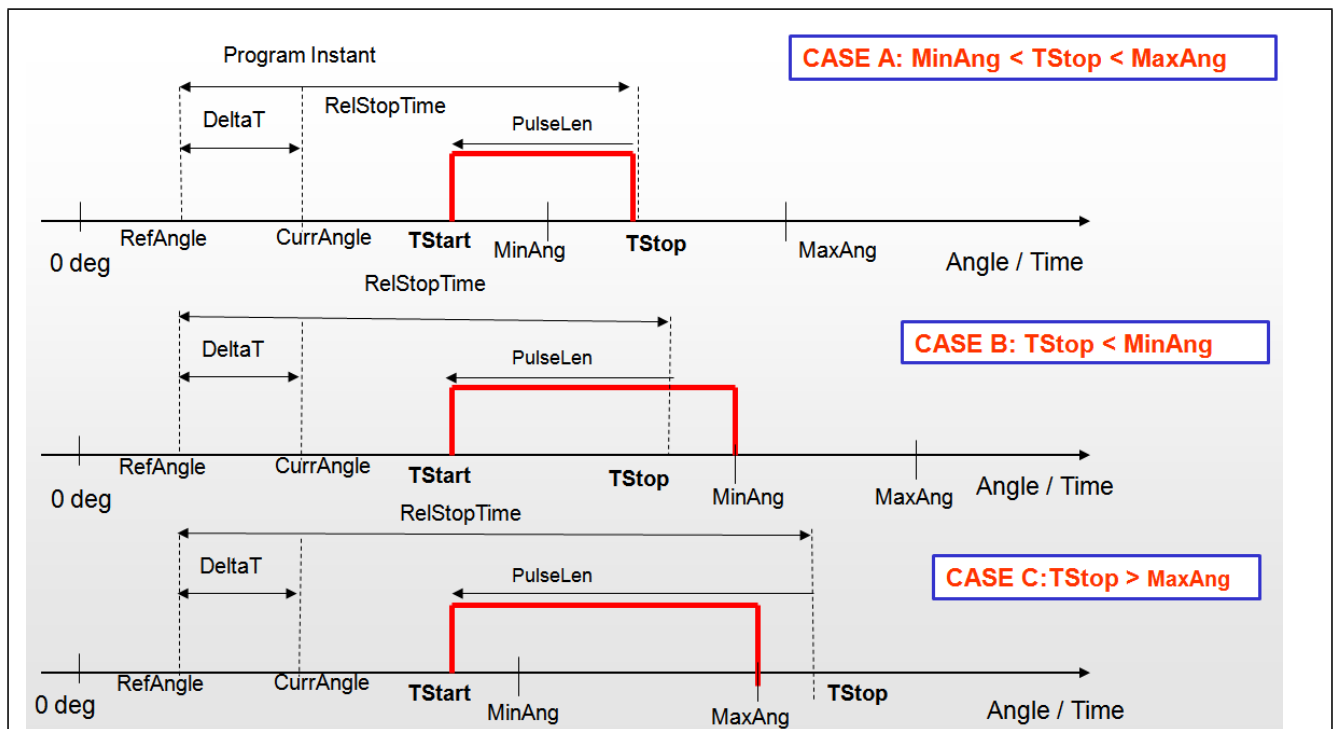 Program Instant
CASE A: MinAng < TStop < MaxAng
RelStopTime
DeltaT
PulseLen
RefAngle
CurrAngle
TStart
MinAng
TStop
MaxAng
0 deg
Angle / Time
RelStopTime
CASE B: TStop < MinAng
DeltaT
PulseLen
RefAngle
CurrAngle
TStart
TStop
MinAng
MaxAng
Angle / Time
0 deg
RelStopTime
DeltaT
PulseLen
CASE C:TStop > MaxAng
RefAngle
CurrAngle
TStart
MinAng
MaxAng
TStop
0 deg
Angle / Time